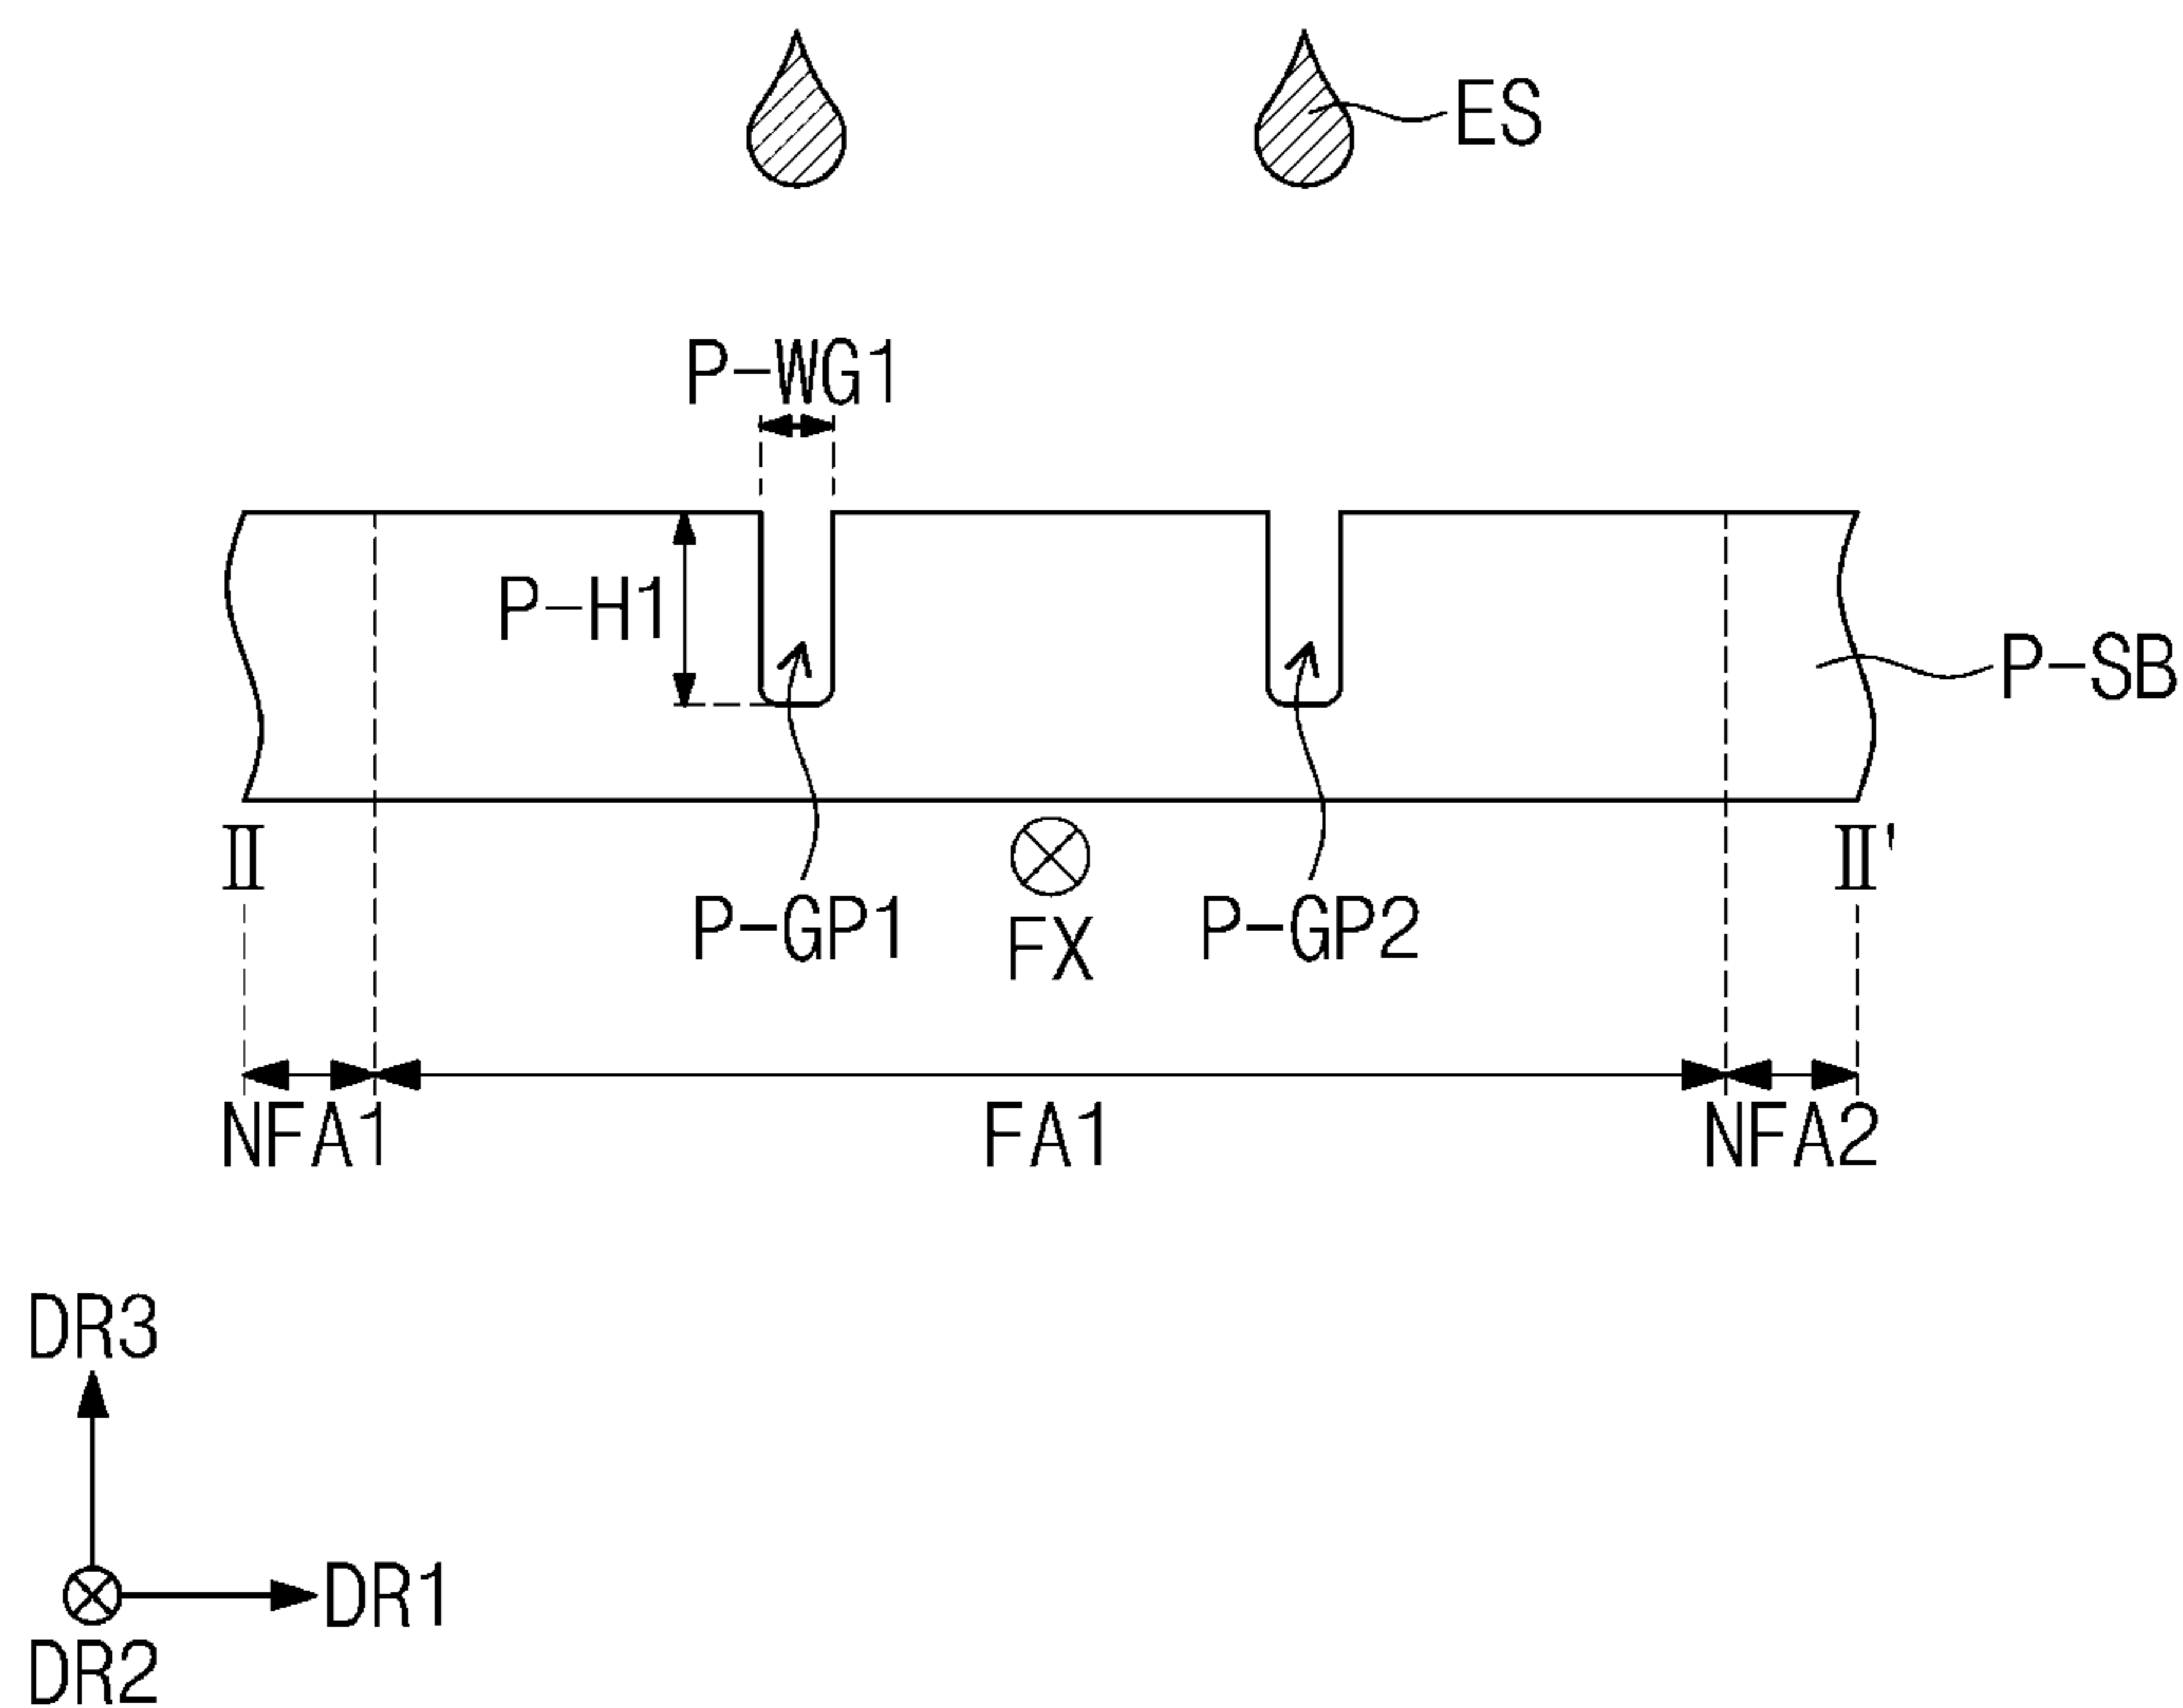 ES
P-WG1
P-H1
P-SB
Ⅱ
Ⅱ'
P-GP1
FX
P-GP2
NFA1
FA1
NFA2
DR3
DR1
DR2